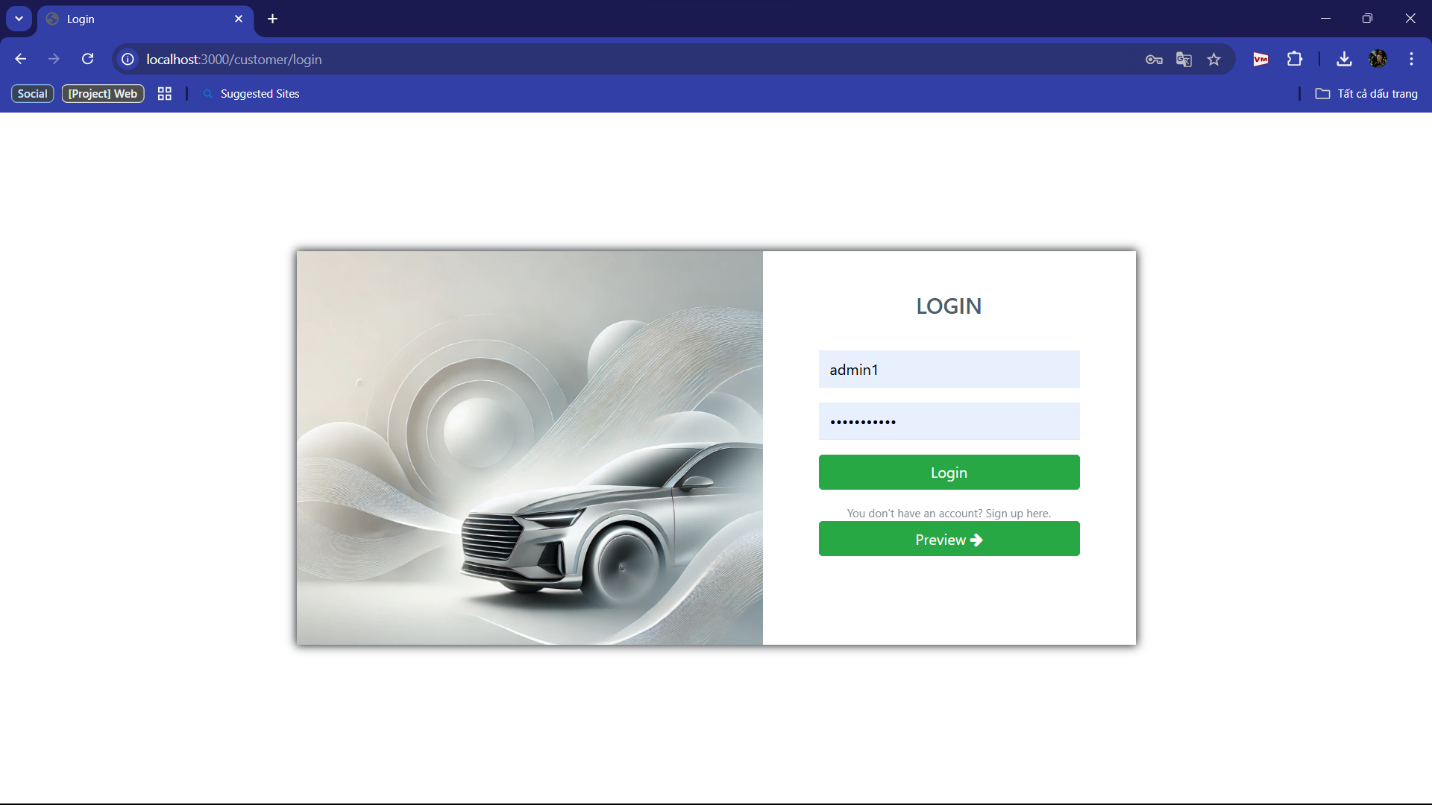 Login
localhost:3000/customer/login
VM
Social
[Project] Web
Suggested Sites
Tất cả dấu trang
LOGIN
admin1
•••••••••••
Login
You don't have an account? Sign up here.
Preview